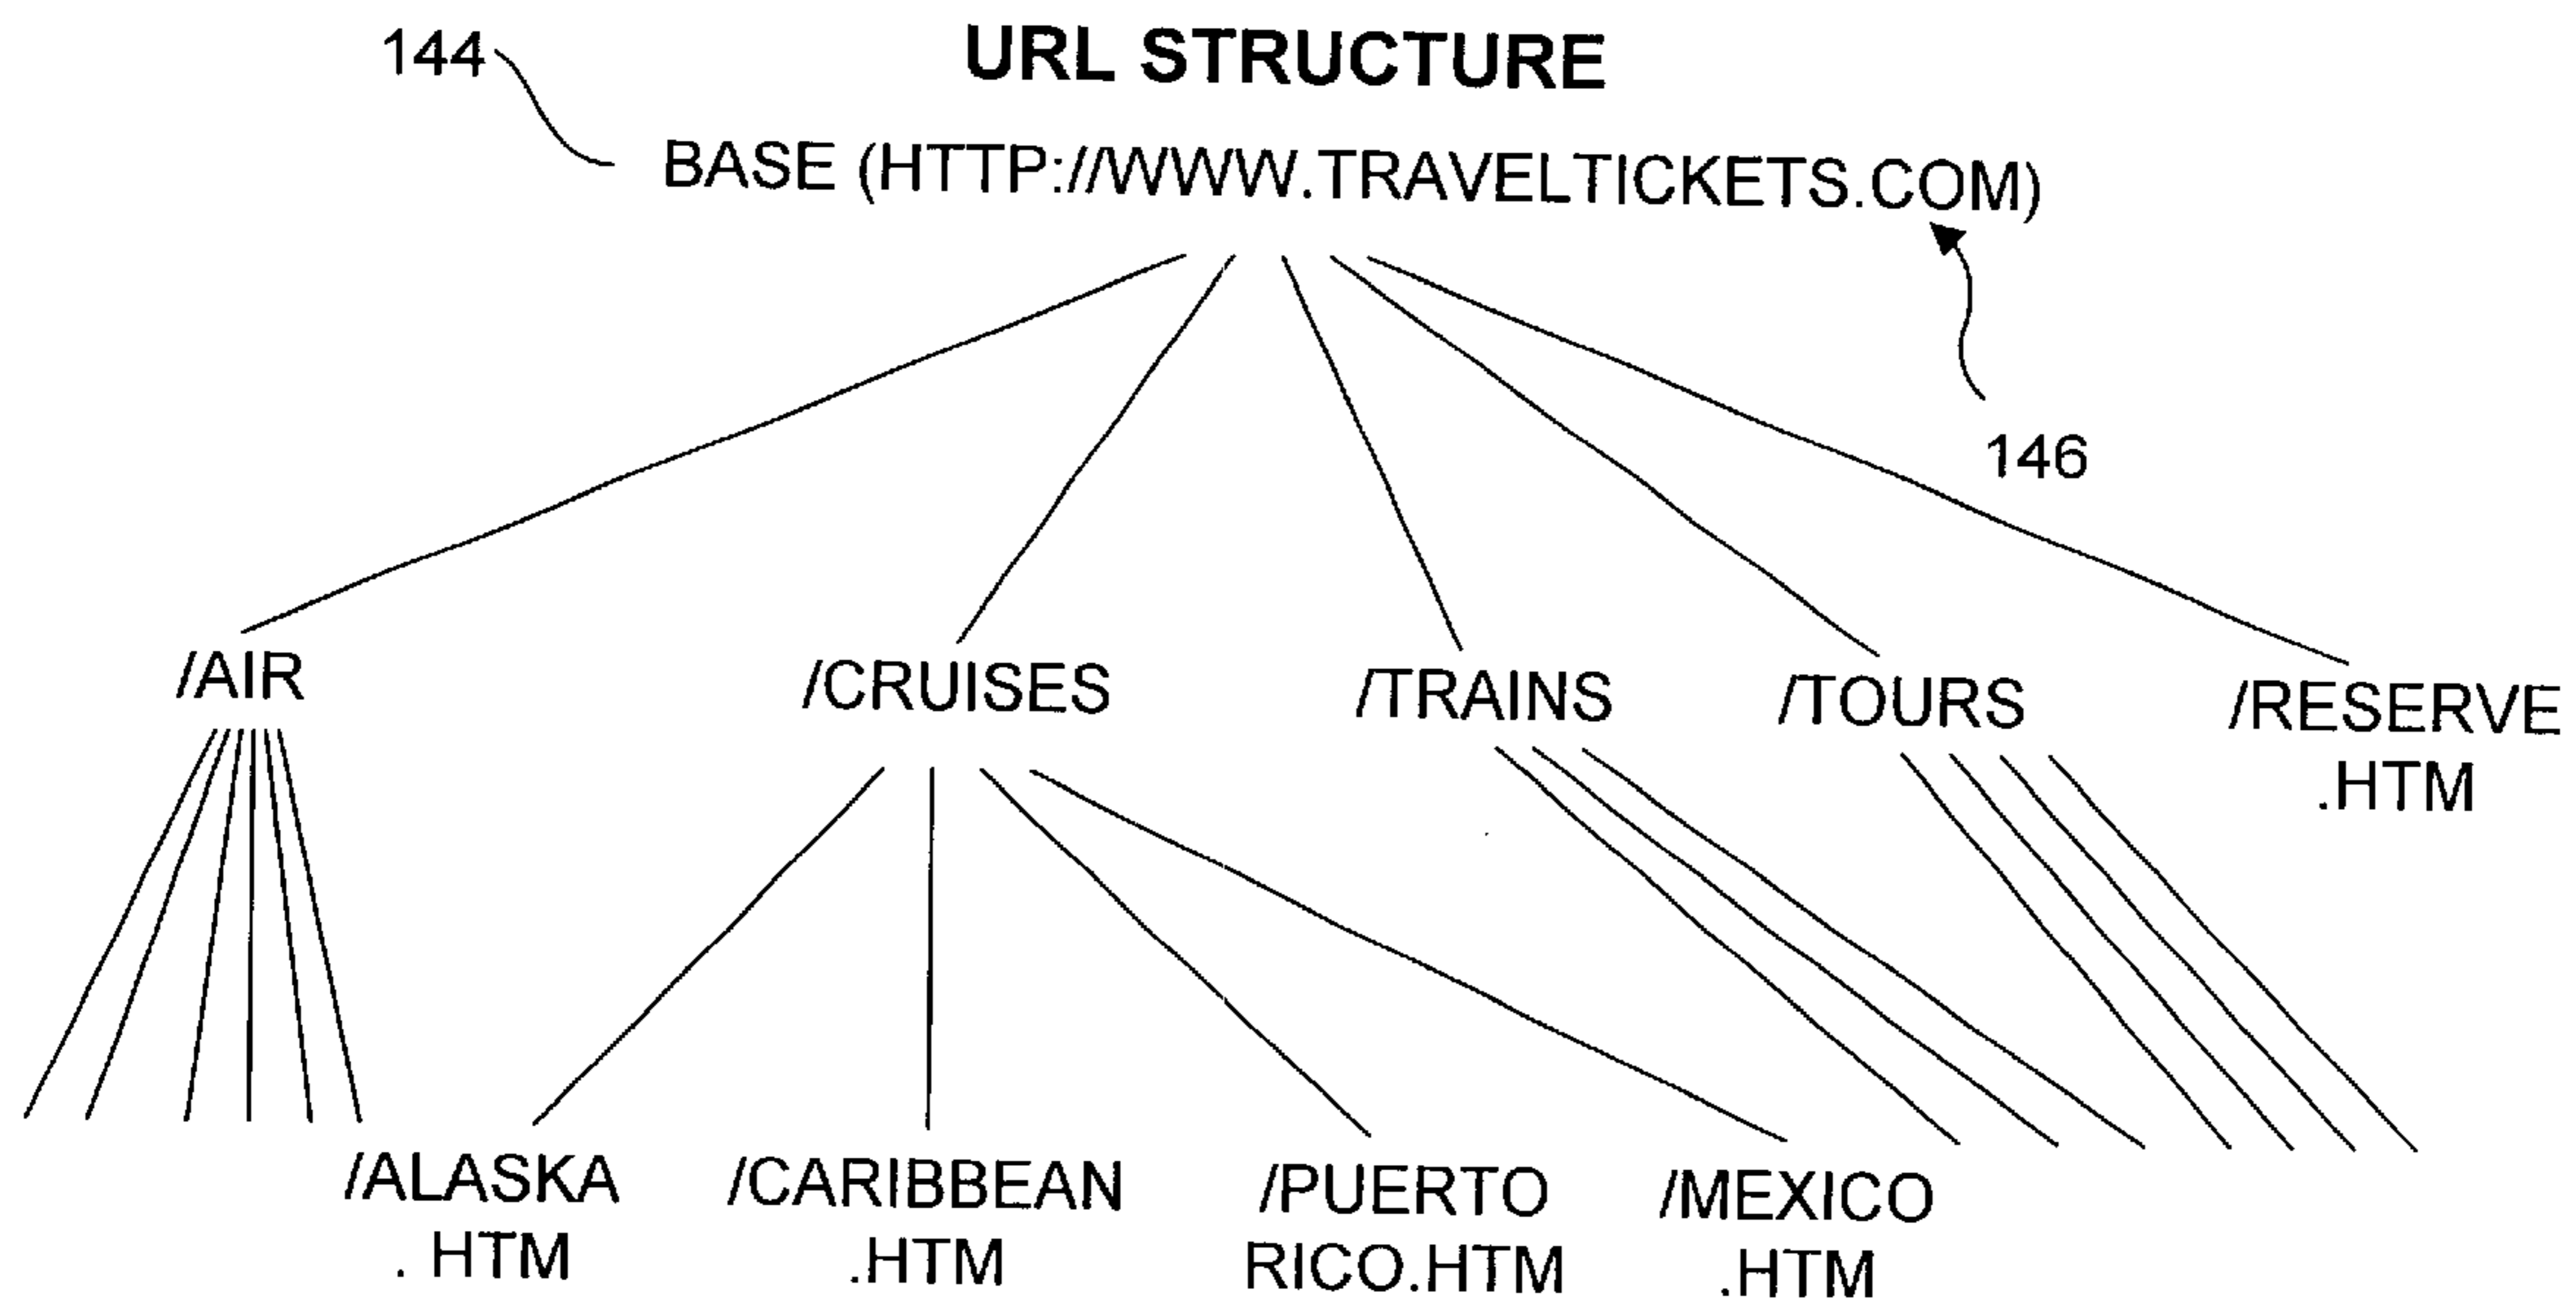 144
URL STRUCTURE
BASE (HTTP://WWW.TRAVELTICKETS.COM)
146
/AIR
/CRUISES
/TRAINS
/TOURS
/RESERVE
.HTM
/ALASKA
. HTM
/CARIBBEAN
.HTM
/PUERTO
RICO.HTM
/MEXICO
.HTM